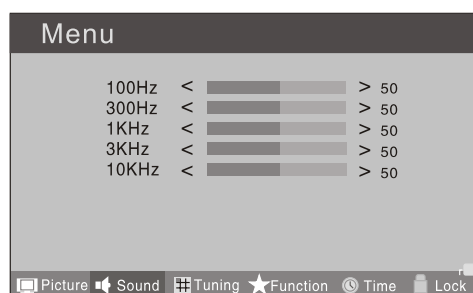 Menu
100Hz < > 50
300Hz < > 50
1KHz < > 50
3KHz < > 50
10KHz < > 50
Picture Sound Tuning Function Time Lock